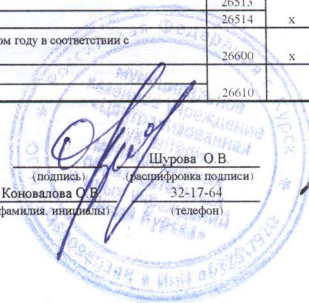 26513
26514 х
ом году в соответствии с
26600 х
26610
Шурова О.В.
(подпись) (расшифровка подписи)
Коновалова О.В. 32-17-64
фамилия, инициалы) (телефон)